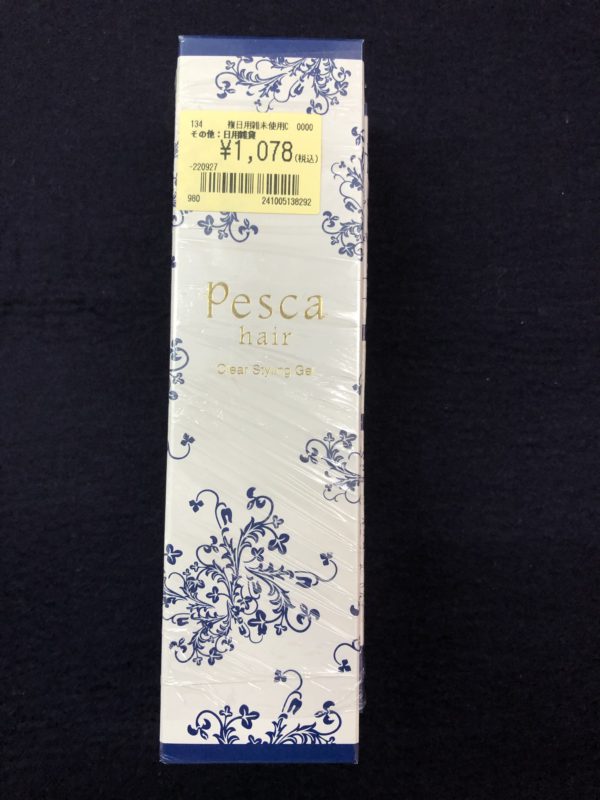 134 複日用雑未使用C 0000
その他：日用雑貨
¥1,078(税込)
-220927
980 241005138292
Pesca
hair
Clear Styling Gel